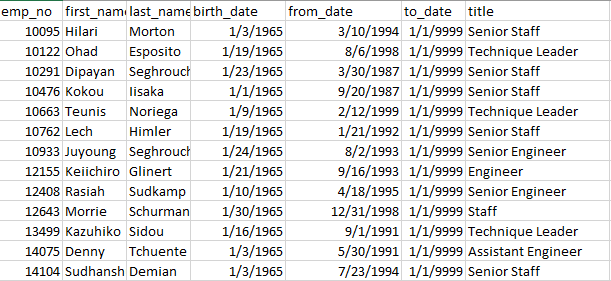 emp_no first_name last_name birth_date from_date to_date title
10095 Hilari Morton 1/3/1965 3/10/1994 1/1/9999 Senior Staff
10122 Ohad Esposito 1/19/1965 8/6/1998 1/1/9999 Technique Leader
10291 Dipayan Seghrouch 1/23/1965 3/30/1987 1/1/9999 Senior Staff
10476 Kokou Iisaka 1/1/1965 9/20/1987 1/1/9999 Senior Staff
10663 Teunis Noriega 1/9/1965 2/12/1999 1/1/9999 Technique Leader
10762 Lech Himler 1/19/1965 1/21/1992 1/1/9999 Senior Staff
10933 Juyoung Seghrouch 1/24/1965 8/2/1993 1/1/9999 Senior Engineer
12155 Keiichiro Glinert 1/21/1965 9/16/1993 1/1/9999 Engineer
12408 Rasiah Sudkamp 1/10/1965 4/18/1995 1/1/9999 Senior Engineer
12643 Morrie Schurman 1/30/1965 12/31/1998 1/1/9999 Staff
13499 Kazuhiko Sidou 1/16/1965 9/1/1991 1/1/9999 Technique Leader
14075 Denny Tchuente 1/3/1965 5/30/1991 1/1/9999 Assistant Engineer
14104 Sudhansh Demian 1/3/1965 7/23/1994 1/1/9999 Senior Staff